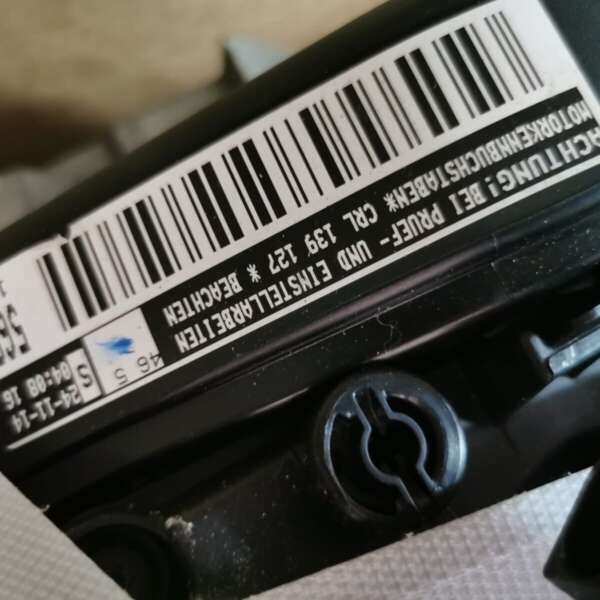 ACHTUNG! BEI PRUEF- UND EINSTELLARBEITEN
MOTORKENNBUCHSTABEN* CRL 139 127 * BEACHTEN
46 5
S
24-11-14
04:08 16